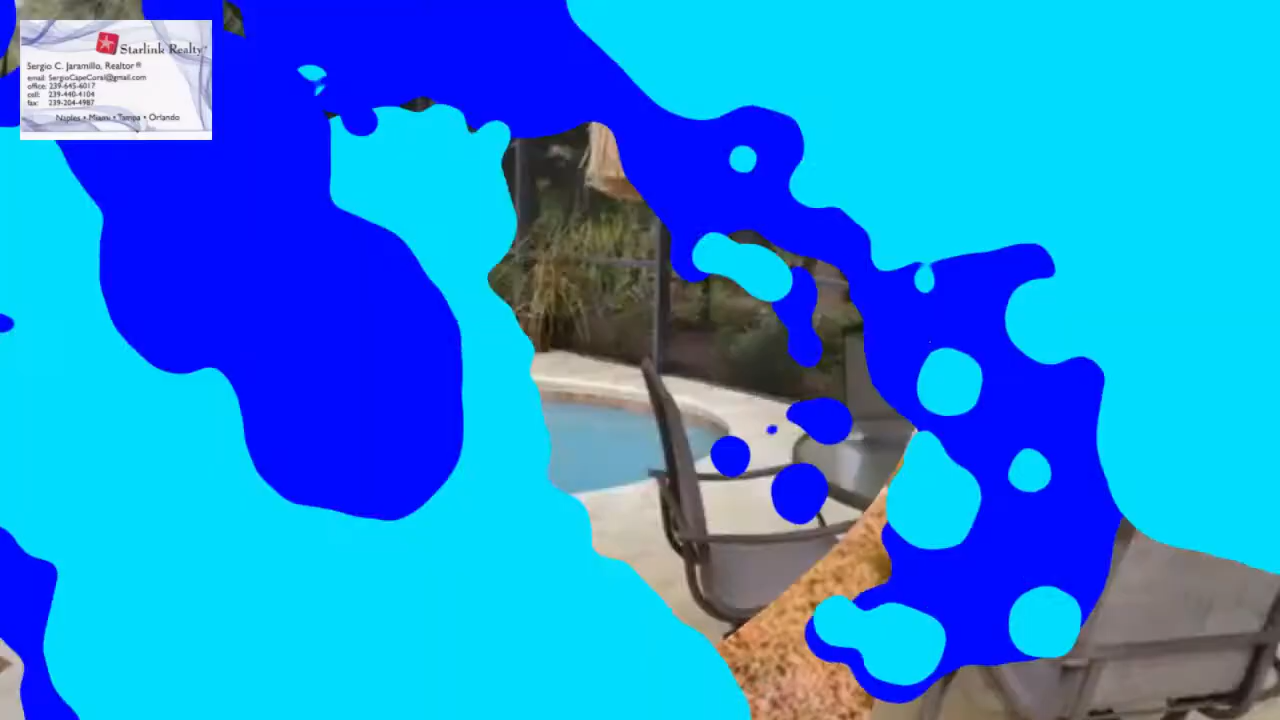 Starlink Realty
Sergio C. Jaramillo, Realtor®
email: SergioCapeCoral@gmail.com
office: 239-645-6017
cell: 239-440-4104
fax: 239-204-4987
Naples • Miami • Tampa • Orlando